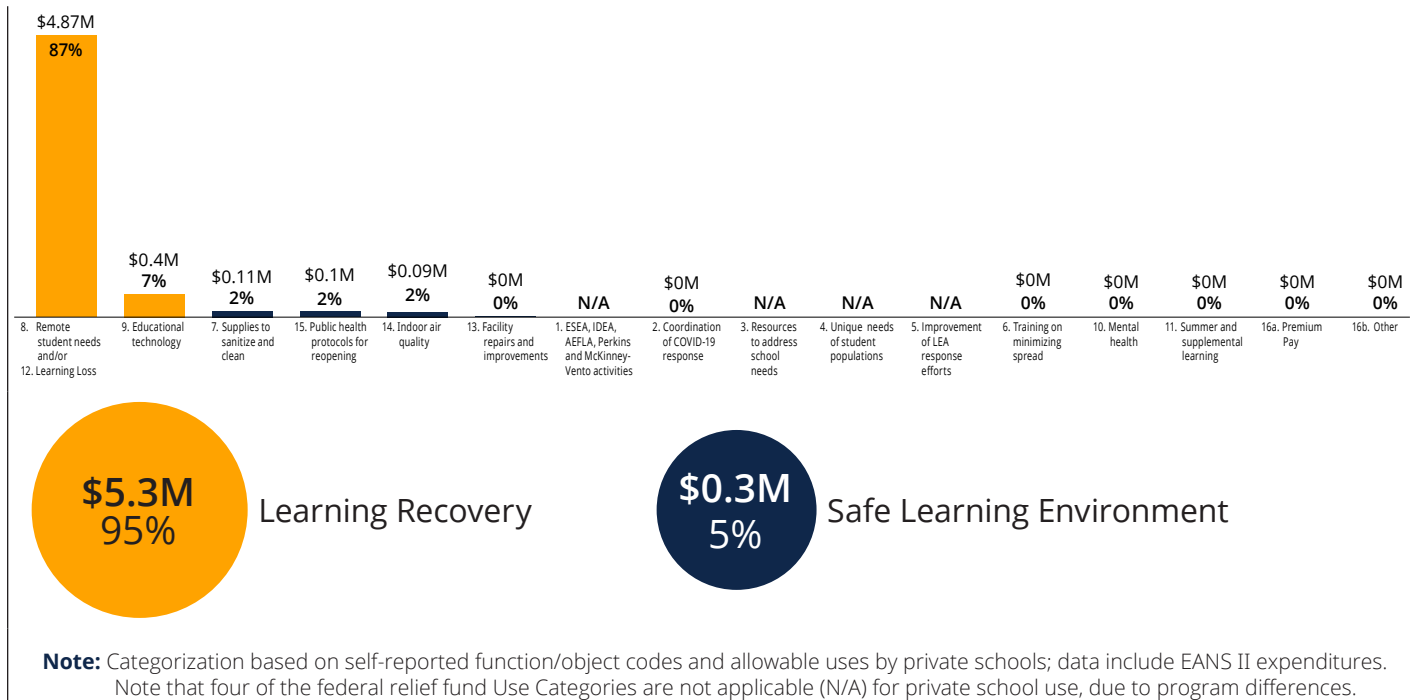 $4.87M
87%
$0.4M
7%
$0.11M
2%
$0.1M
2%
$0.09M
2%
$0M
0%
N/A
$0M
0%
N/A
N/A
N/A
$0M
0%
$0M
0%
$0M
0%
$0M
0%
$0M
0%
8. Remote
student needs
and/or
12. Learning Loss
9. Educational
technology
7. Supplies to
sanitize and
clean
15. Public health
protocols for
reopening
14. Indoor air
quality
13. Facility
repairs and
improvements
1. ESEA, IDEA,
AEFLA, Perkins
and McKinney-
Vento activities
2. Coordination
of COVID-19
response
3. Resources
to address
school
needs
4. Unique needs
of student
populations
5. Improvement
of LEA
response
efforts
6. Training on
minimizing
spread
10. Mental
health
11. Summer and
supplemental
learning
16a. Premium
Pay
16b. Other
$5.3M
95%
Learning Recovery
$0.3M
5%
Safe Learning Environment
Note: Categorization based on self-reported function/object codes and allowable uses by private schools; data include EANS II expenditures.
Note that four of the federal relief fund Use Categories are not applicable (N/A) for private school use, due to program differences.